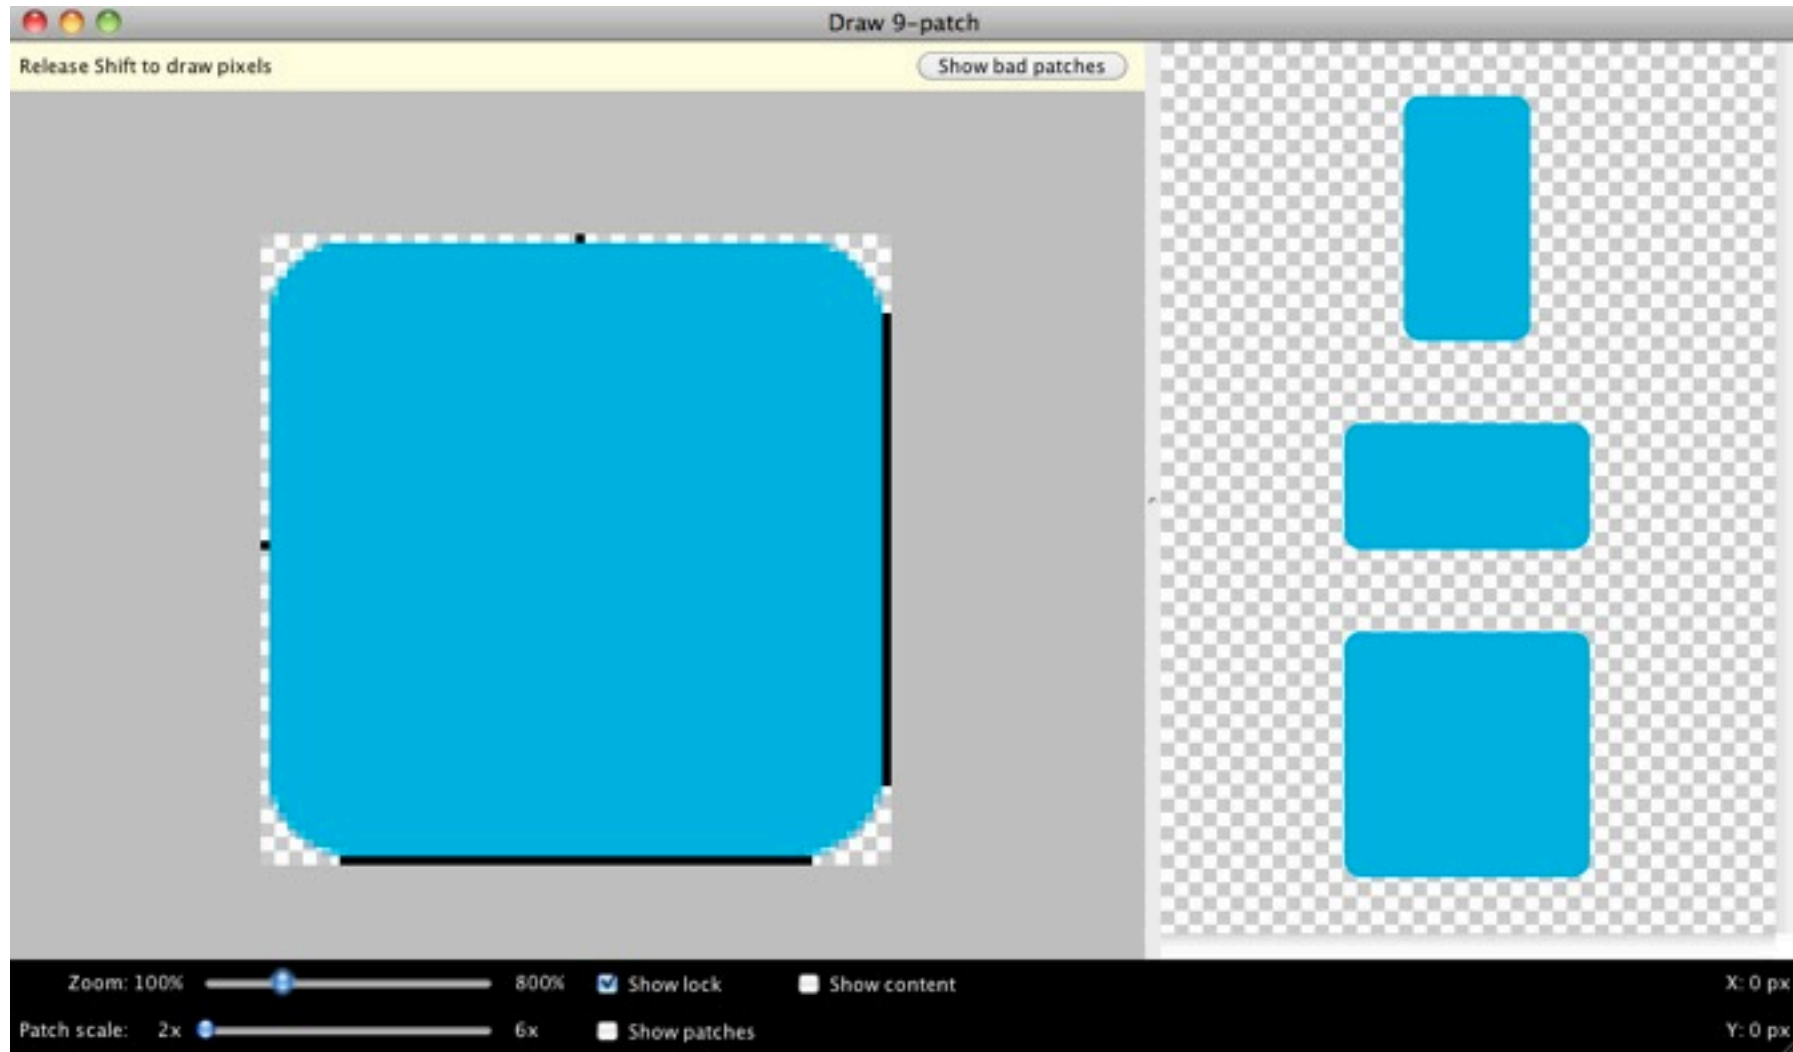 Draw 9-patch
Release Shift to draw pixels
Show bad patches
Zoom: 100%
800%
Show lock
Show content
X: 0 px
Patch scale: 2x
6x
Show patches
Y: 0 px